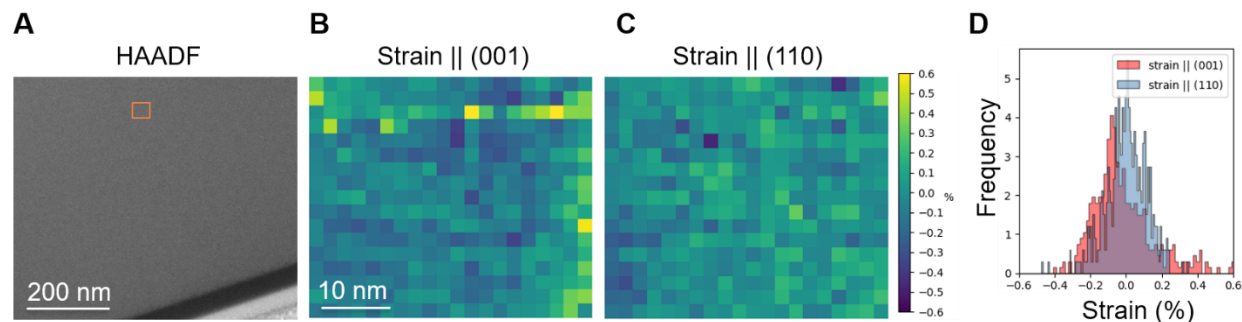 A
HAADF
200 nm
B
Strain || (001)
10 nm
C
Strain || (110)
0.6
0.5
0.4
0.3
0.2
0.1
0.0
−0.1
−0.2
−0.3
−0.4
−0.5
−0.6
%
D
strain || (001)
strain || (110)
Frequency
5
4
3
2
1
0
−0.6 −0.4 −0.2 0.0 0.2 0.4 0.6
Strain (%)